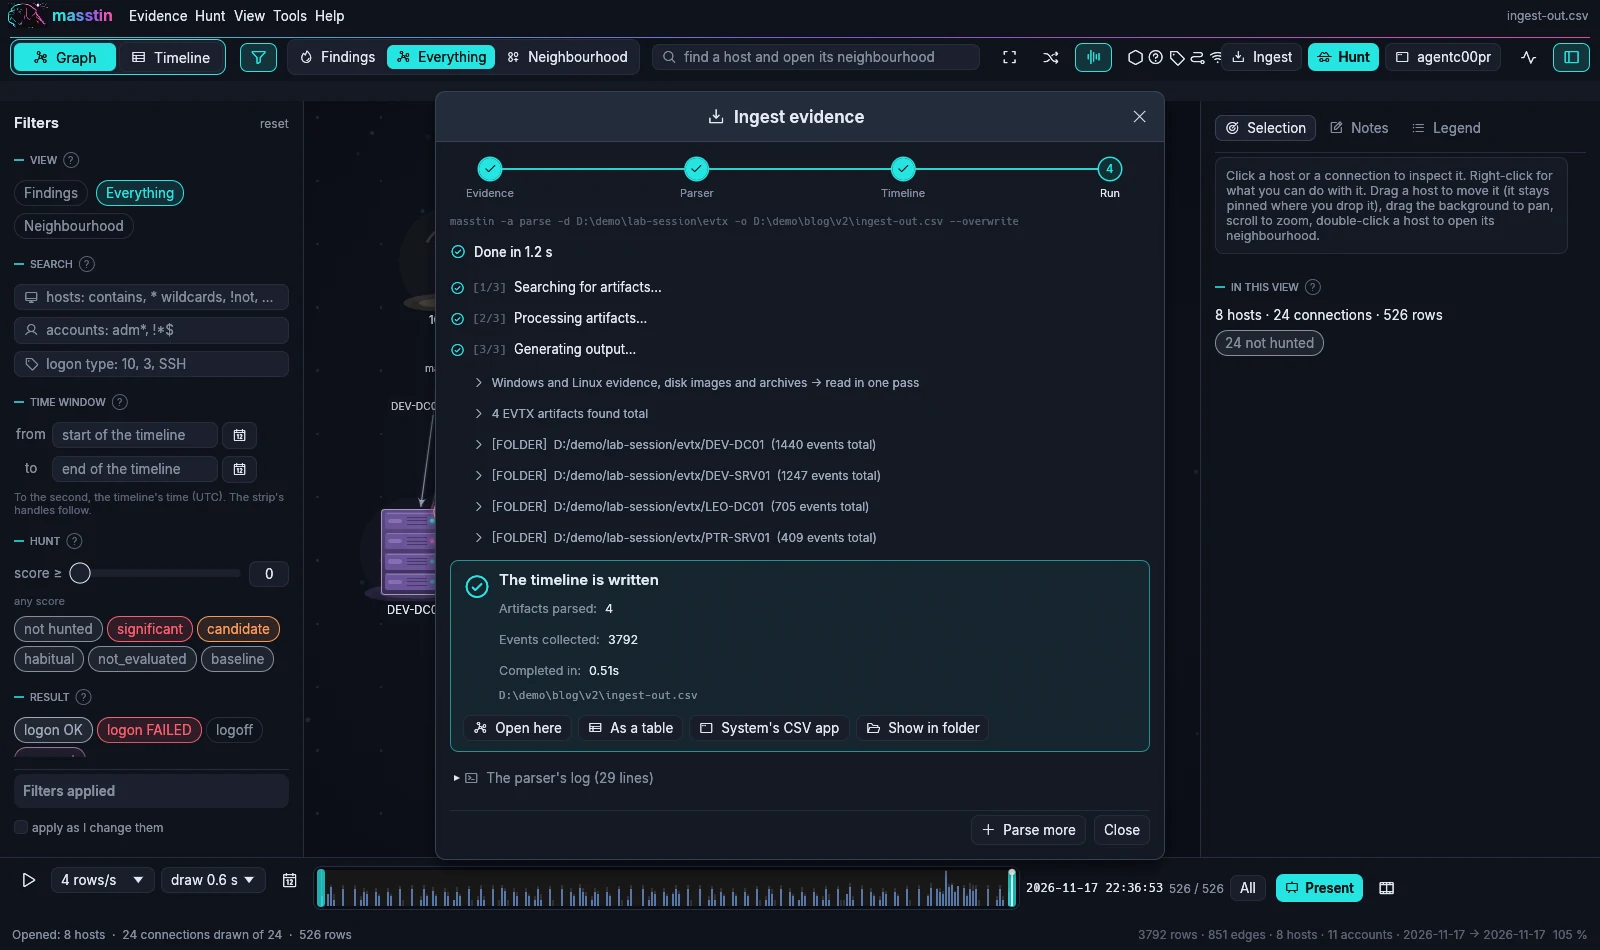 masstin Evidence Hunt View Tools Help ingest-out.csv
Graph Timeline Findings Everything Neighbourhood find a host and open its neighbourhood Ingest Hunt agentc00pr
Filters reset
VIEW ?
Findings Everything
Neighbourhood
SEARCH ?
hosts: contains, * wildcards, !not, ...
accounts: adm*, !*$
logon type: 10, 3, SSH
TIME WINDOW ?
from start of the timeline
to end of the timeline
To the second, the timeline's time (UTC). The strip's
handles follow.
HUNT ?
score ≥ 0
any score
not hunted significant candidate
habitual not_evaluated baseline
RESULT ?
logon OK logon FAILED logoff
Filters applied
apply as I change them
DEV-DC0
DEV-DC0
Ingest evidence
Evidence Parser Timeline 4 Run
masstin -a parse -d D:\demo\lab-session\evtx -o D:\demo\blog\v2\ingest-out.csv --overwrite
Done in 1.2 s
[1/3] Searching for artifacts...
[2/3] Processing artifacts...
[3/3] Generating output...
Windows and Linux evidence, disk images and archives → read in one pass
4 EVTX artifacts found total
[FOLDER] D:/demo/lab-session/evtx/DEV-DC01 (1440 events total)
[FOLDER] D:/demo/lab-session/evtx/DEV-SRV01 (1247 events total)
[FOLDER] D:/demo/lab-session/evtx/LEO-DC01 (705 events total)
[FOLDER] D:/demo/lab-session/evtx/PTR-SRV01 (409 events total)
The timeline is written
Artifacts parsed: 4
Events collected: 3792
Completed in: 0.51s
D:\demo\blog\v2\ingest-out.csv
Open here As a table System's CSV app Show in folder
The parser's log (29 lines)
Parse more Close
Selection Notes Legend
Click a host or a connection to inspect it. Right-click for
what you can do with it. Drag a host to move it (it stays
pinned where you drop it), drag the background to pan,
scroll to zoom, double-click a host to open its
neighbourhood.
IN THIS VIEW ?
8 hosts · 24 connections · 526 rows
24 not hunted
4 rows/s draw 0.6 s 2026-11-17 22:36:53 526 / 526 All Present
Opened: 8 hosts · 24 connections drawn of 24 · 526 rows 3792 rows · 851 edges · 8 hosts · 11 accounts · 2026-11-17 → 2026-11-17 105 %